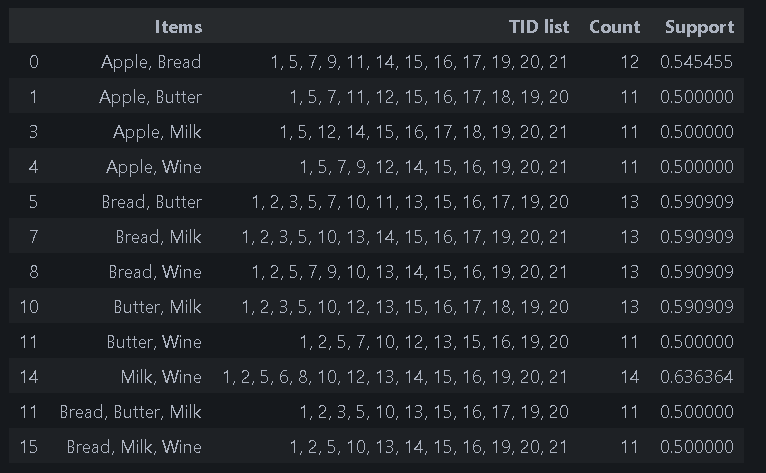 Items TID list Count Support
0 Apple, Bread 1, 5, 7, 9, 11, 14, 15, 16, 17, 19, 20, 21 12 0.545455
1 Apple, Butter 1, 5, 7, 11, 12, 15, 16, 17, 18, 19, 20 11 0.500000
3 Apple, Milk 1, 5, 12, 14, 15, 16, 17, 18, 19, 20, 21 11 0.500000
4 Apple, Wine 1, 5, 7, 9, 12, 14, 15, 16, 19, 20, 21 11 0.500000
5 Bread, Butter 1, 2, 3, 5, 7, 10, 11, 13, 15, 16, 17, 19, 20 13 0.590909
7 Bread, Milk 1, 2, 3, 5, 10, 13, 14, 15, 16, 17, 19, 20, 21 13 0.590909
8 Bread, Wine 1, 2, 5, 7, 9, 10, 13, 14, 15, 16, 19, 20, 21 13 0.590909
10 Butter, Milk 1, 2, 3, 5, 10, 12, 13, 15, 16, 17, 18, 19, 20 13 0.590909
11 Butter, Wine 1, 2, 5, 7, 10, 12, 13, 15, 16, 19, 20 11 0.500000
14 Milk, Wine 1, 2, 5, 6, 8, 10, 12, 13, 14, 15, 16, 19, 20, 21 14 0.636364
11 Bread, Butter, Milk 1, 2, 3, 5, 10, 13, 15, 16, 17, 19, 20 11 0.500000
15 Bread, Milk, Wine 1, 2, 5, 10, 13, 14, 15, 16, 19, 20, 21 11 0.500000